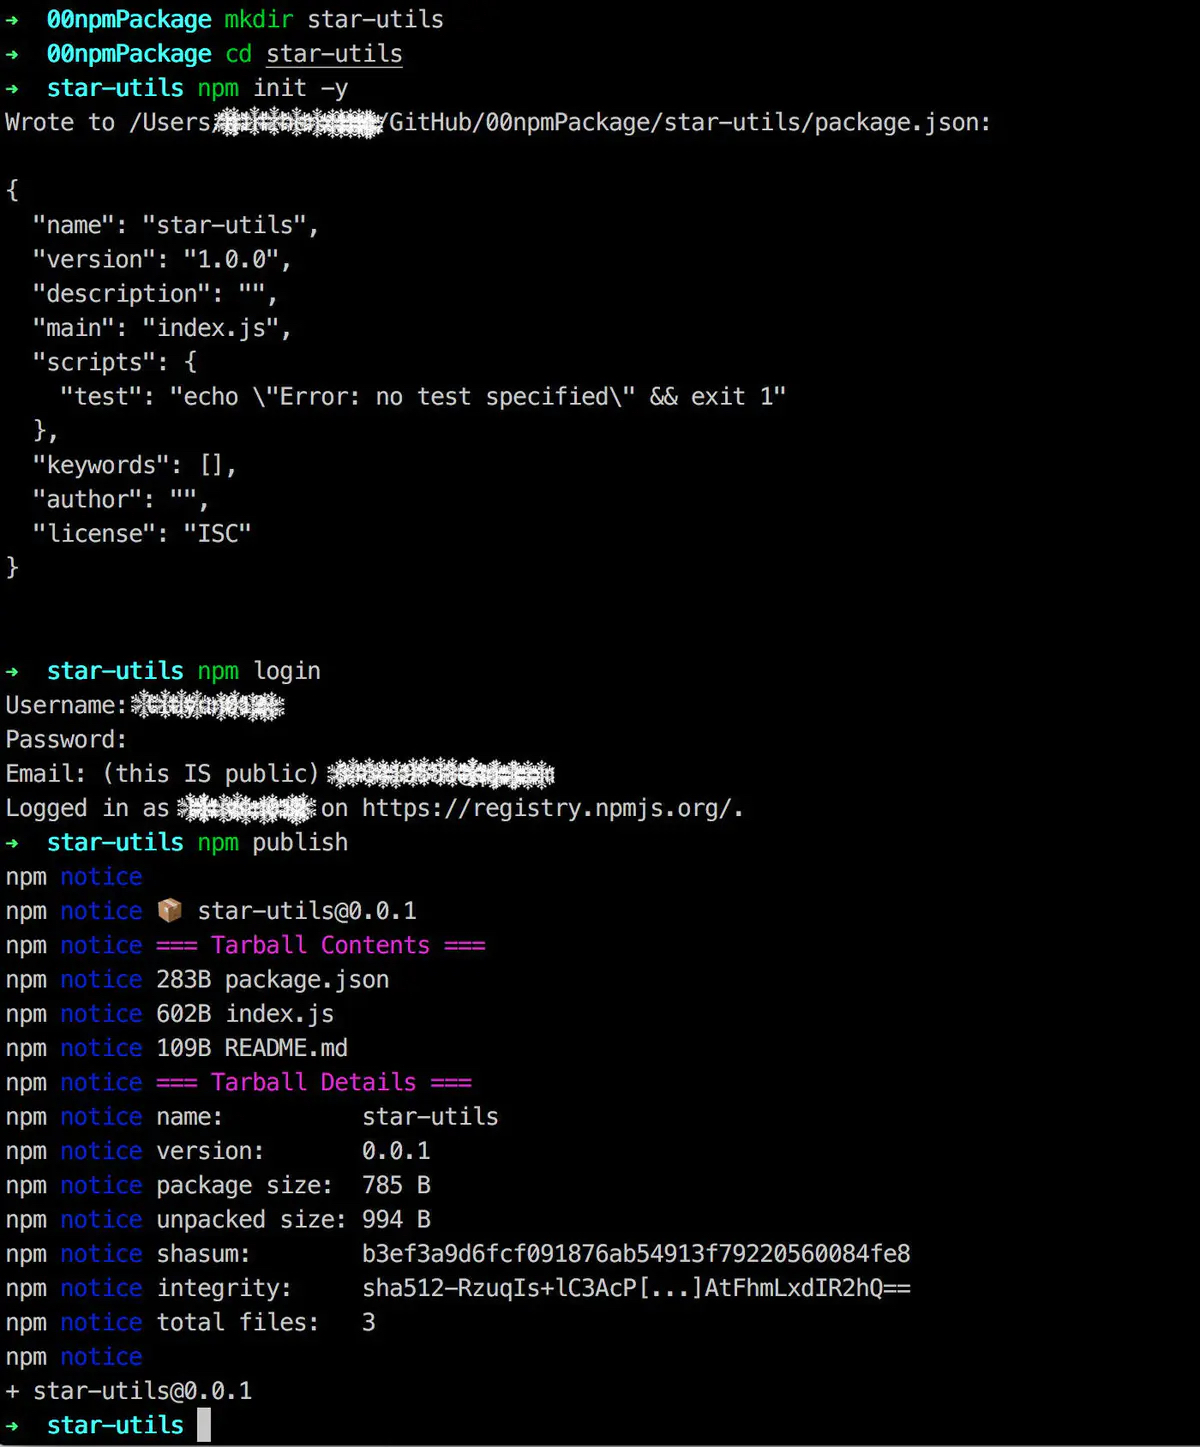 → 00npmPackage mkdir star-utils
→ 00npmPackage cd star-utils
→ star-utils npm init -y
Wrote to /Users/ /GitHub/00npmPackage/star-utils/package.json:
{
  "name": "star-utils",
  "version": "1.0.0",
  "description": "",
  "main": "index.js",
  "scripts": {
    "test": "echo \"Error: no test specified\" && exit 1"
  },
  "keywords": [],
  "author": "",
  "license": "ISC"
}
→ star-utils npm login
Username:
Password:
Email: (this IS public)
Logged in as on https://registry.npmjs.org/.
→ star-utils npm publish
npm notice
npm notice 📦 star-utils@0.0.1
npm notice === Tarball Contents ===
npm notice 283B package.json
npm notice 602B index.js
npm notice 109B README.md
npm notice === Tarball Details ===
npm notice name: star-utils
npm notice version: 0.0.1
npm notice package size: 785 B
npm notice unpacked size: 994 B
npm notice shasum: b3ef3a9d6fcf091876ab54913f79220560084fe8
npm notice integrity: sha512-RzuqIs+lC3AcP[...]AtFhmLxdIR2hQ==
npm notice total files: 3
npm notice
+ star-utils@0.0.1
→ star-utils